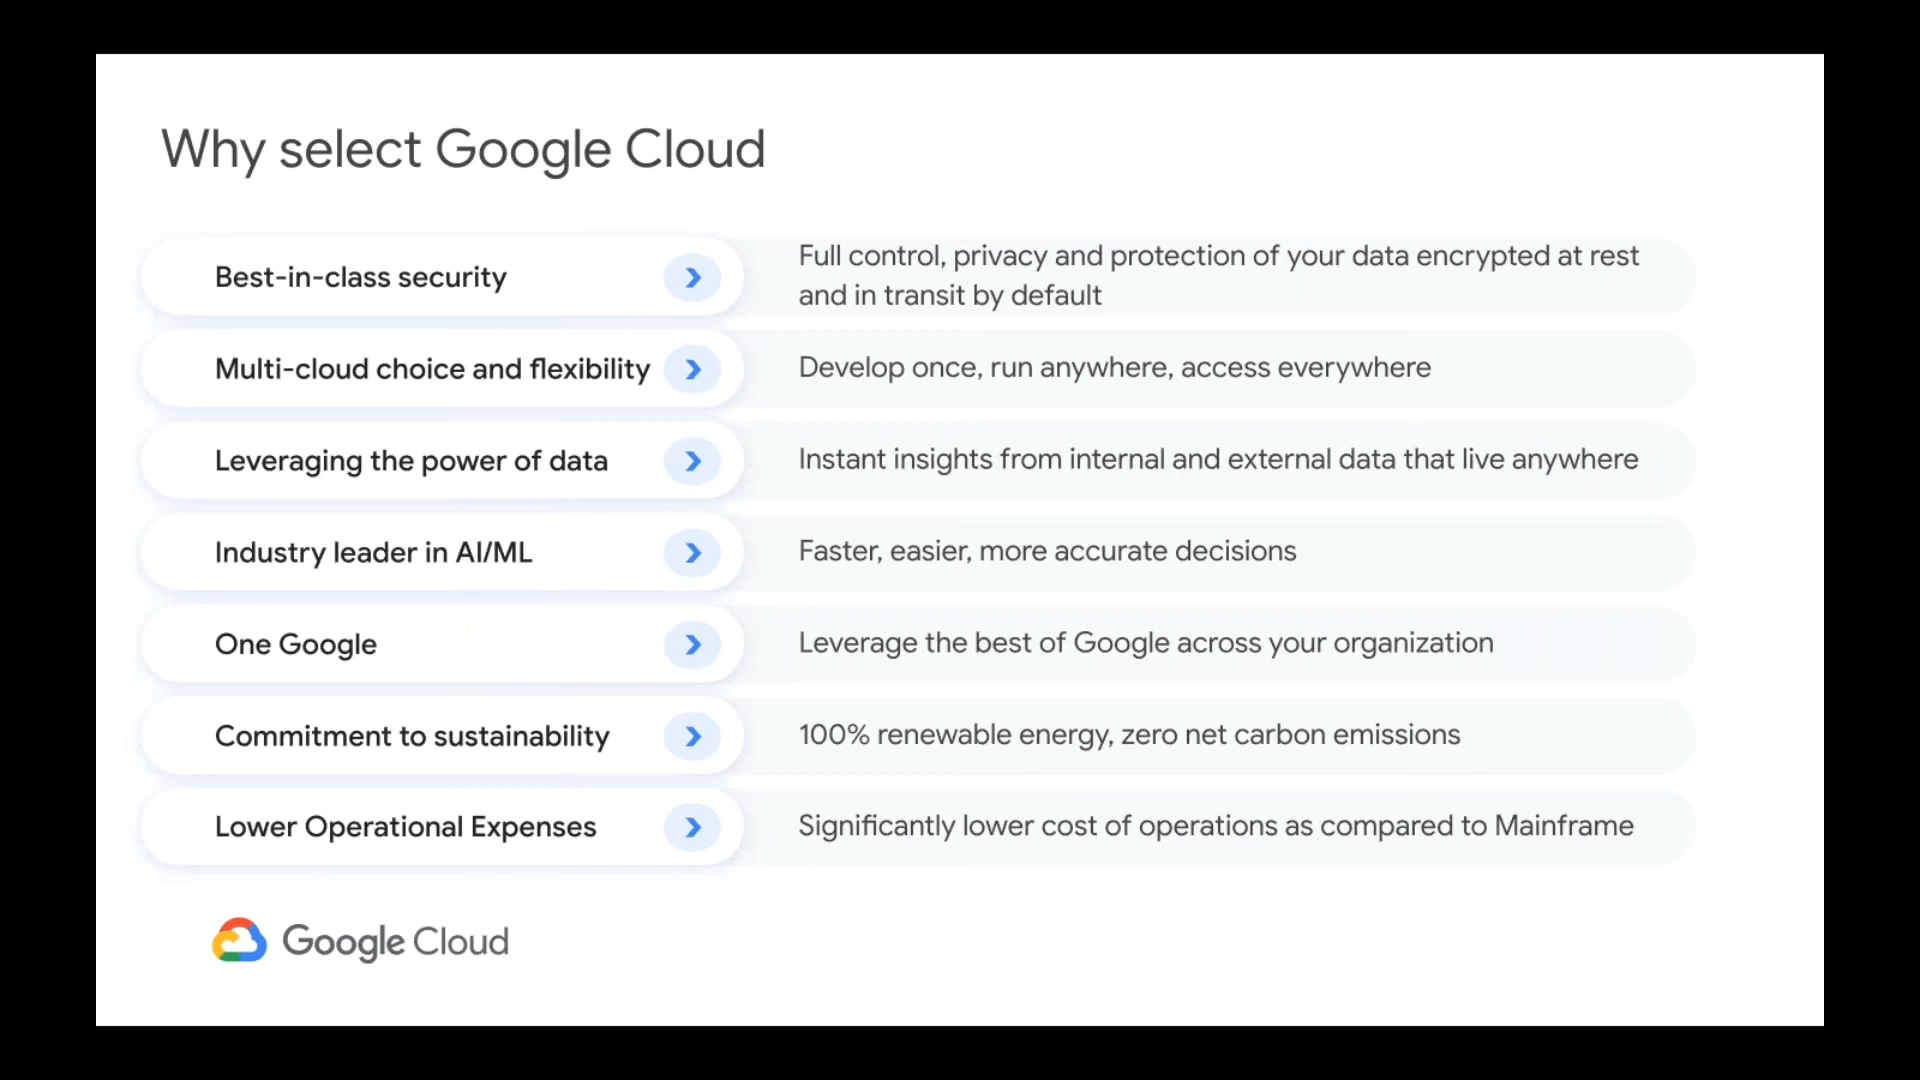 Why select Google Cloud
Best-in-class security
Full control, privacy and protection of your data encrypted at rest
and in transit by default
Multi-cloud choice and flexibility
Develop once, run anywhere, access everywhere
Leveraging the power of data
Instant insights from internal and external data that live anywhere
Industry leader in AI/ML
Faster, easier, more accurate decisions
One Google
Leverage the best of Google across your organization
Commitment to sustainability
100% renewable energy, zero net carbon emissions
Lower Operational Expenses
Significantly lower cost of operations as compared to Mainframe
Google Cloud